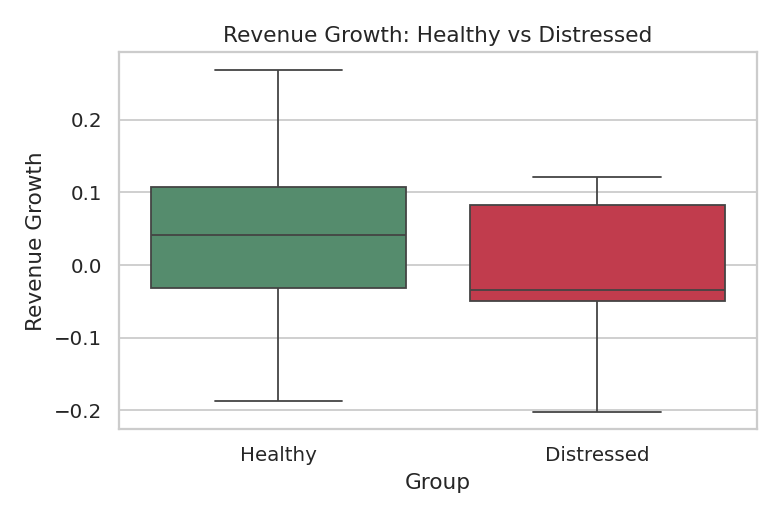 Revenue Growth: Healthy vs Distressed
Revenue Growth
0.2
0.1
0.0
−0.1
−0.2
Healthy
Distressed
Group